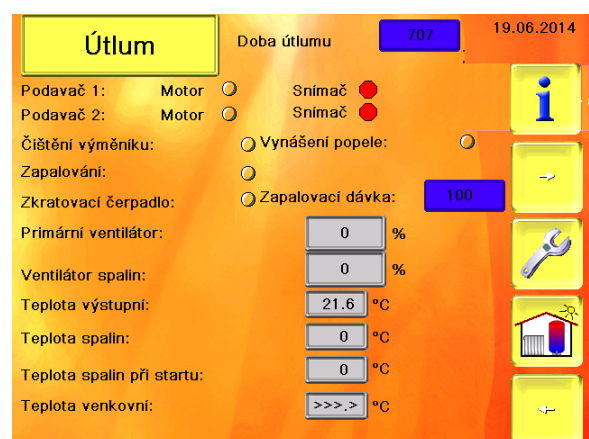 Útlum Doba útlumu 707 19.06.2014
Podavač 1: Motor Snímač
Podavač 2: Motor Snímač
Čištění výměníku: Vynášení popele:
Zapalování:
Zkratovací čerpadlo: Zapalovací dávka: 100
Primární ventilátor: 0 %
Ventilátor spalin: 0 %
Teplota výstupní: 21.6 °C
Teplota spalin: 0 °C
Teplota spalin při startu: 0 °C
Teplota venkovní: >>>.> °C